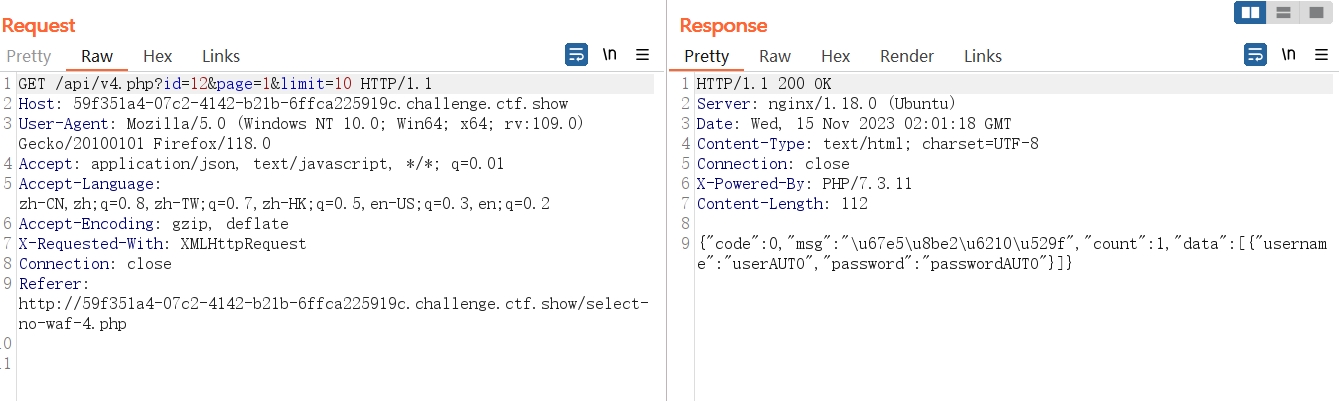 Request
Pretty Raw Hex Links \n
1 GET /api/v4.php?id=12&page=1&limit=10 HTTP/1.1
2 Host: 59f351a4-07c2-4142-b21b-6ffca225919c.challenge.ctf.show
3 User-Agent: Mozilla/5.0 (Windows NT 10.0; Win64; x64; rv:109.0)
Gecko/20100101 Firefox/118.0
4 Accept: application/json, text/javascript, */*; q=0.01
5 Accept-Language:
zh-CN,zh;q=0.8,zh-TW;q=0.7,zh-HK;q=0.5,en-US;q=0.3,en;q=0.2
6 Accept-Encoding: gzip, deflate
7 X-Requested-With: XMLHttpRequest
8 Connection: close
9 Referer:
http://59f351a4-07c2-4142-b21b-6ffca225919c.challenge.ctf.show/select-
no-waf-4.php
10
11
Response
Pretty Raw Hex Render Links \n
1 HTTP/1.1 200 OK
2 Server: nginx/1.18.0 (Ubuntu)
3 Date: Wed, 15 Nov 2023 02:01:18 GMT
4 Content-Type: text/html; charset=UTF-8
5 Connection: close
6 X-Powered-By: PHP/7.3.11
7 Content-Length: 112
8
9 {"code":0,"msg":"\u67e5\u8be2\u6210\u529f","count":1,"data":[{"usernam
e":"userAUTO","password":"passwordAUTO"}]}